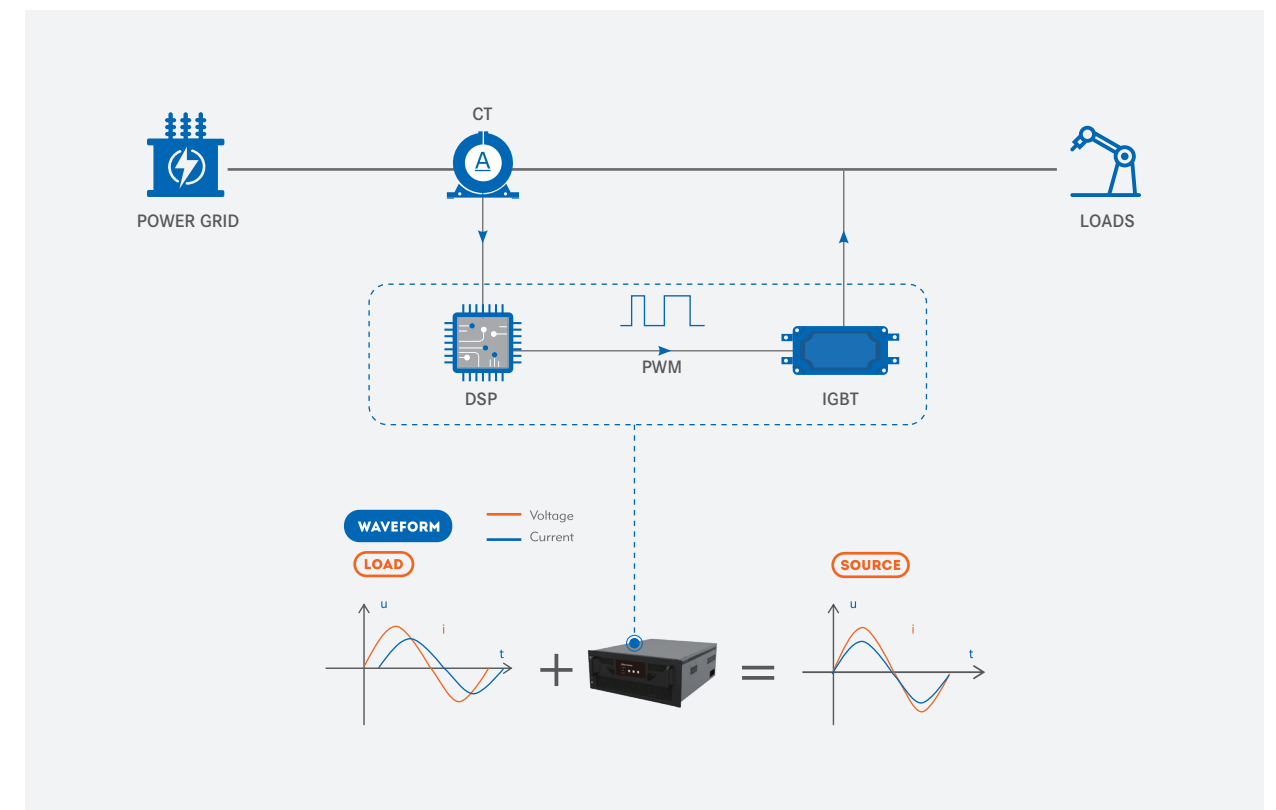 CT
A
POWER GRID
LOADS
PWM
DSP
IGBT
WAVEFORM
Voltage
Current
LOAD
SOURCE
u
i
t
u
i
t